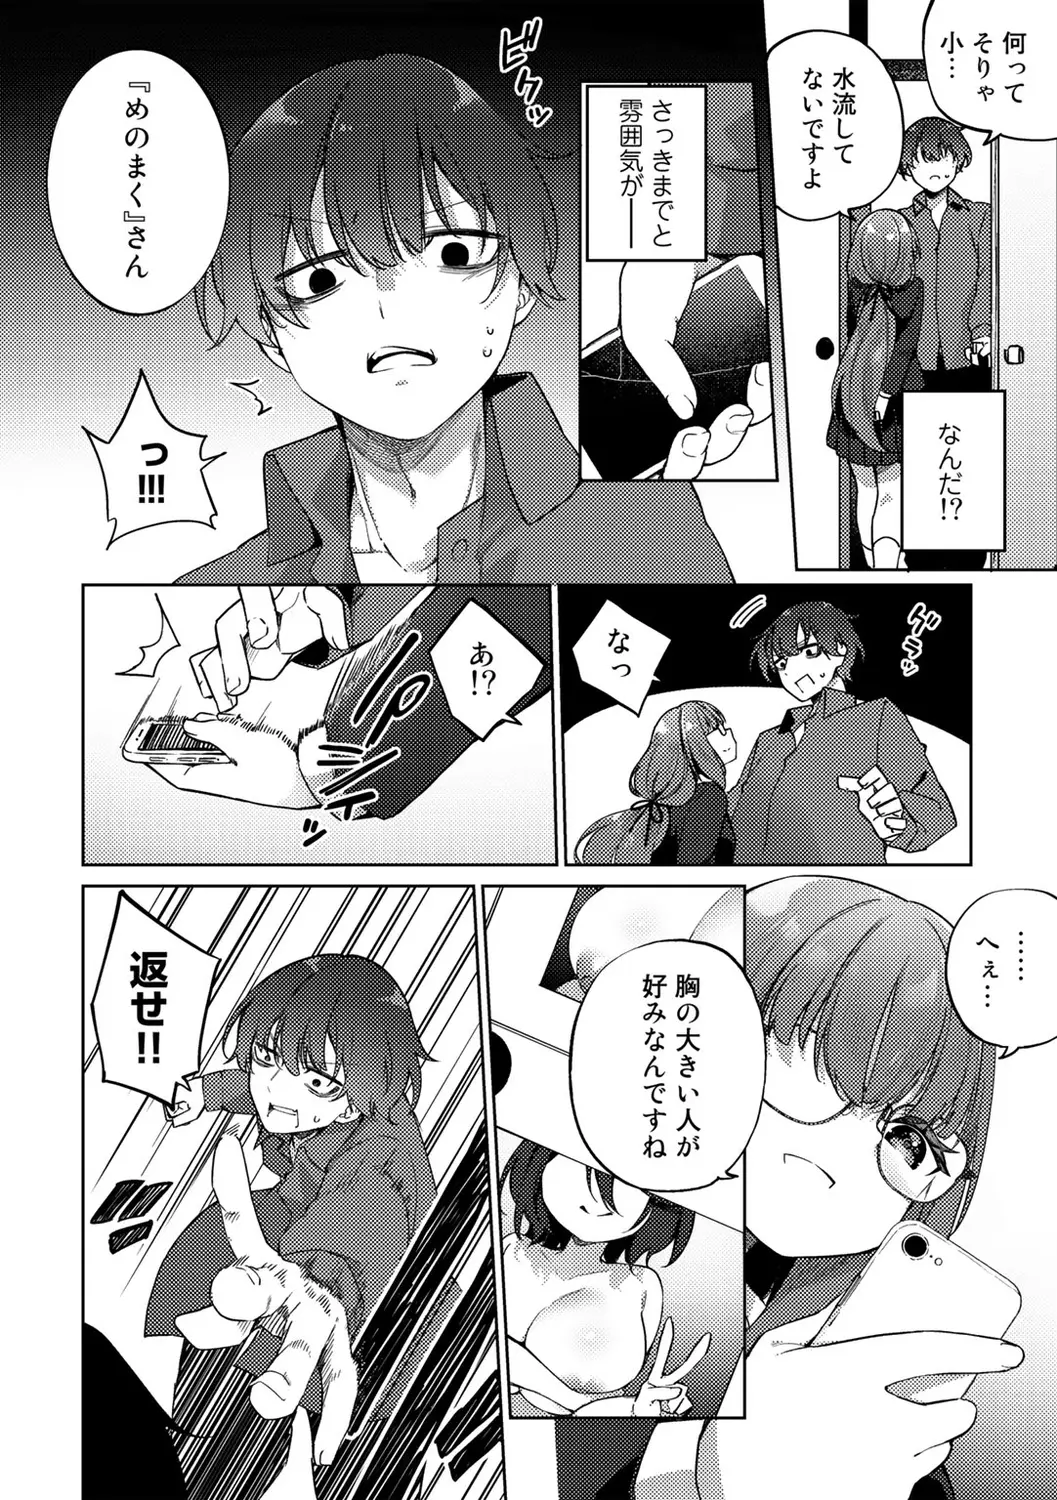 何って
そりゃ
小…
水流して
ないですよ
なんだ!?
さっきまでと
雰囲気が――
ビクッ
『めのまく』さん
っ!!!
グラッ
なっ
あ!?
プチィッ
……
へぇ…
胸の大きい人が
好みなんですね
返せ!!